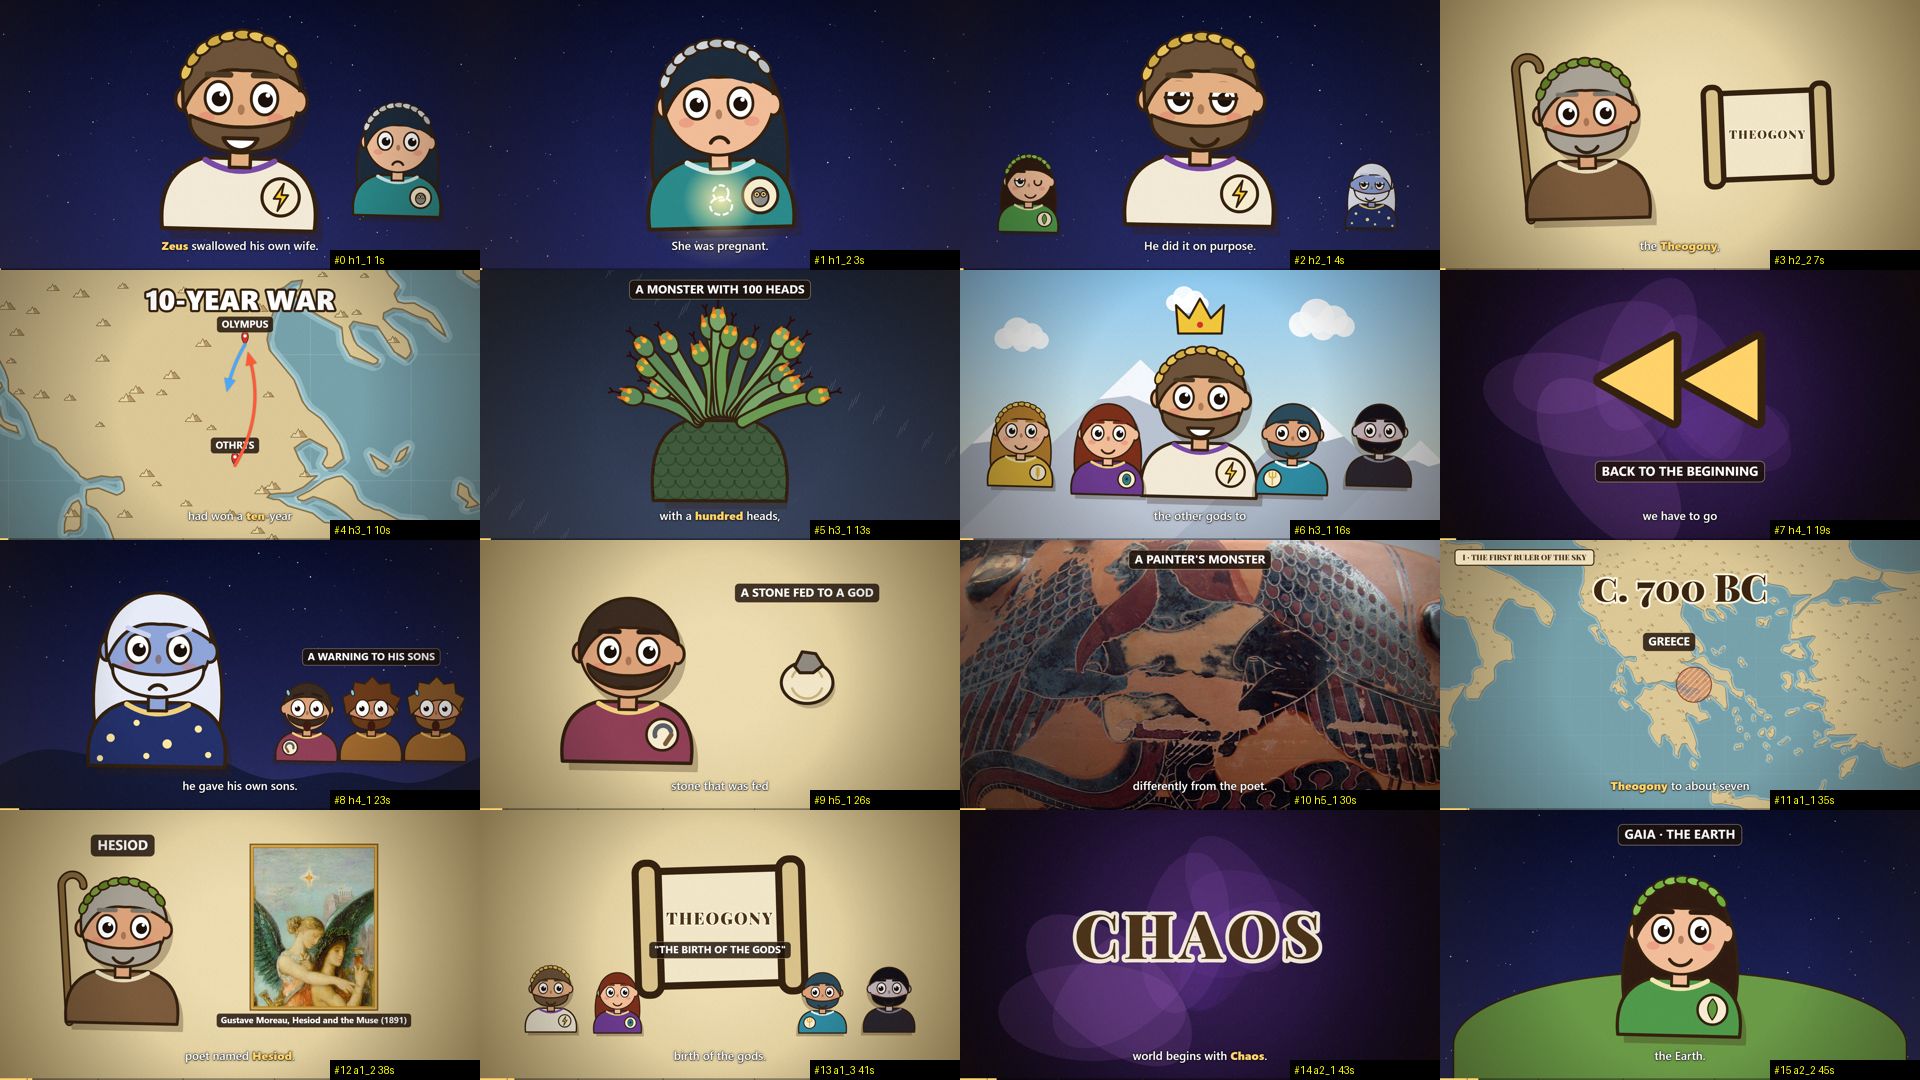 Zeus swallowed his own wife.
#0 h1_1 1s
She was pregnant.
#1 h1_2 3s
He did it on purpose.
#2 h2_1 4s
THEOGONY
the Theogony,
#3 h2_2 7s
10-YEAR WAR
OLYMPUS
OTHRYS
had won a ten-year
#4 h3_1 10s
A MONSTER WITH 100 HEADS
with a hundred heads,
#5 h3_1 13s
the other gods to
#6 h3_1 16s
BACK TO THE BEGINNING
we have to go
#7 h4_1 19s
A WARNING TO HIS SONS
he gave his own sons.
#8 h4_1 23s
A STONE FED TO A GOD
stone that was fed
#9 h5_1 26s
A PAINTER'S MONSTER
differently from the poet.
#10 h5_1 30s
I · THE FIRST RULER OF THE SKY
C. 700 BC
GREECE
Theogony to about seven
#11 a1_1 35s
HESIOD
Gustave Moreau, Hesiod and the Muse (1891)
poet named Hesiod.
#12 a1_2 38s
THEOGONY
"THE BIRTH OF THE GODS"
birth of the gods.
#13 a1_3 41s
CHAOS
world begins with Chaos.
#14 a2_1 43s
GAIA · THE EARTH
the Earth.
#15 a2_2 45s